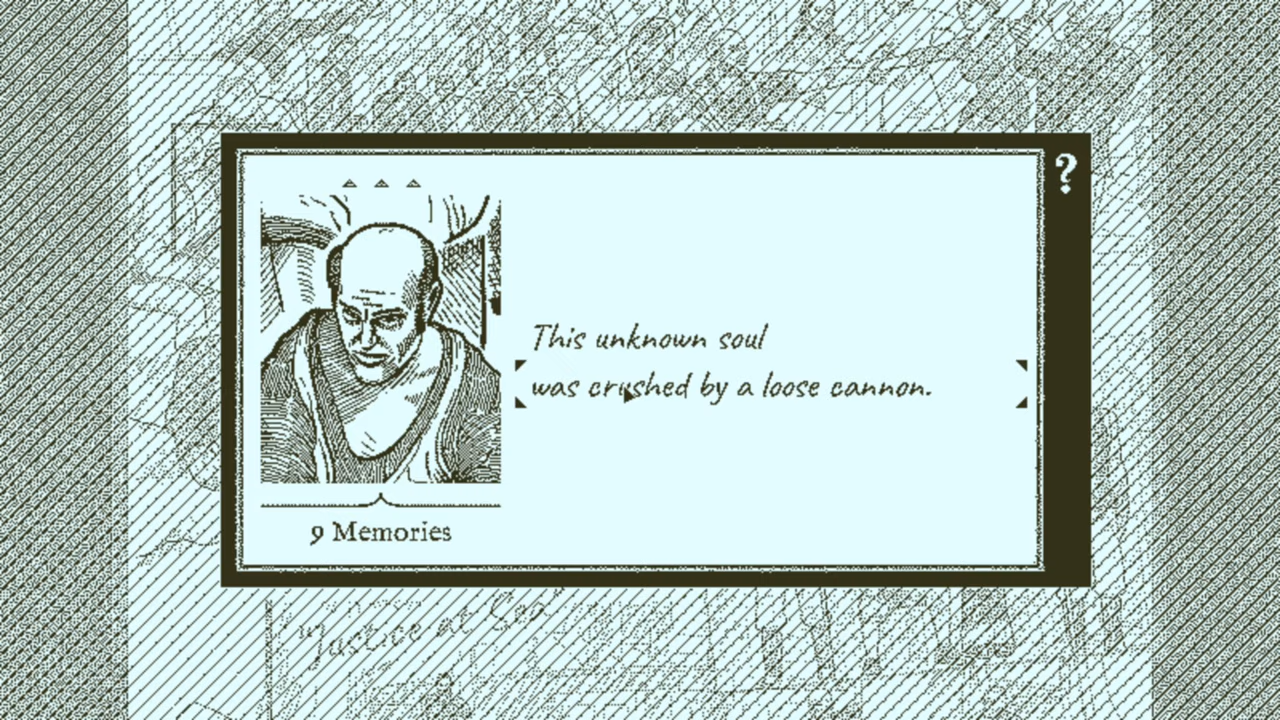 ?
This unknown soul
was crushed by a loose cannon.
9 Memories
"Justice at Sea"